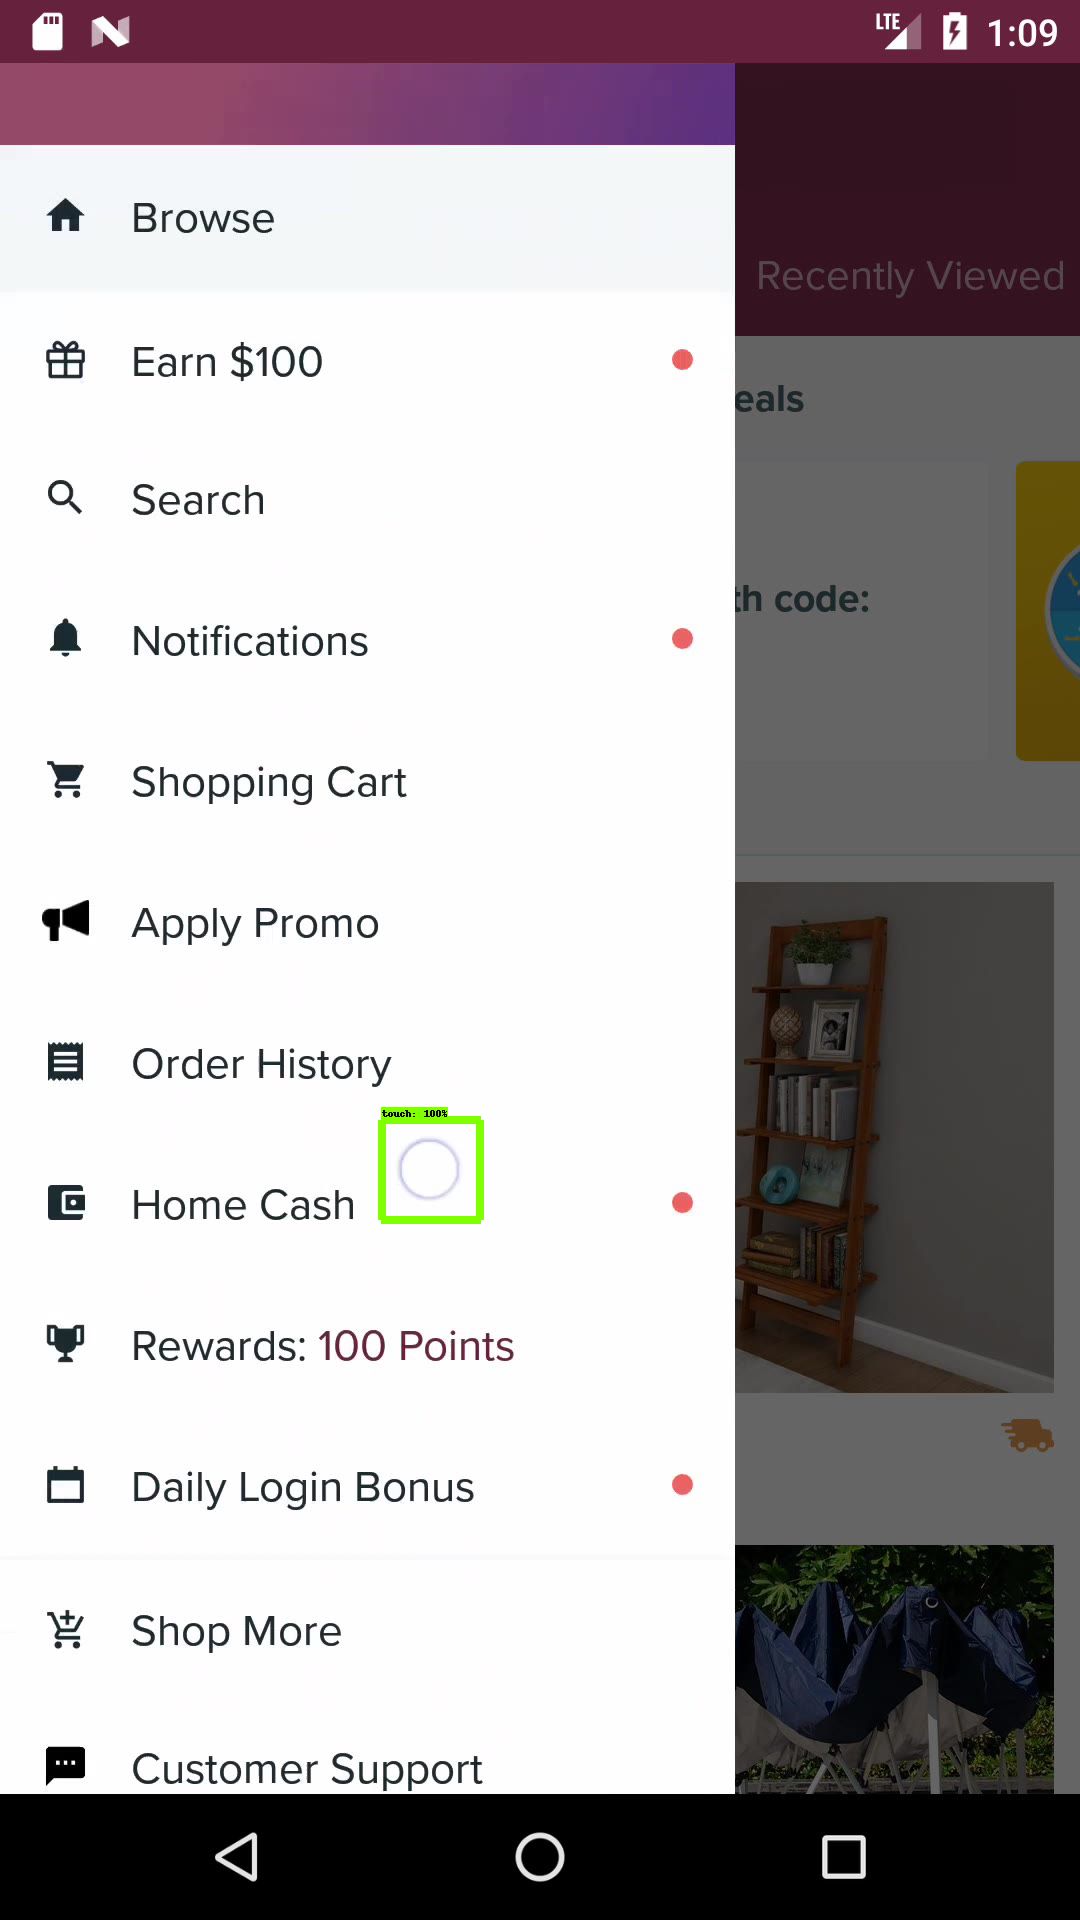 LTE 1:09
Browse
Recently Viewed
Earn $100
eals
Search
th code:
Notifications
Shopping Cart
Apply Promo
Order History
touch: 100%
Home Cash
Rewards: 100 Points
Daily Login Bonus
Shop More
Customer Support